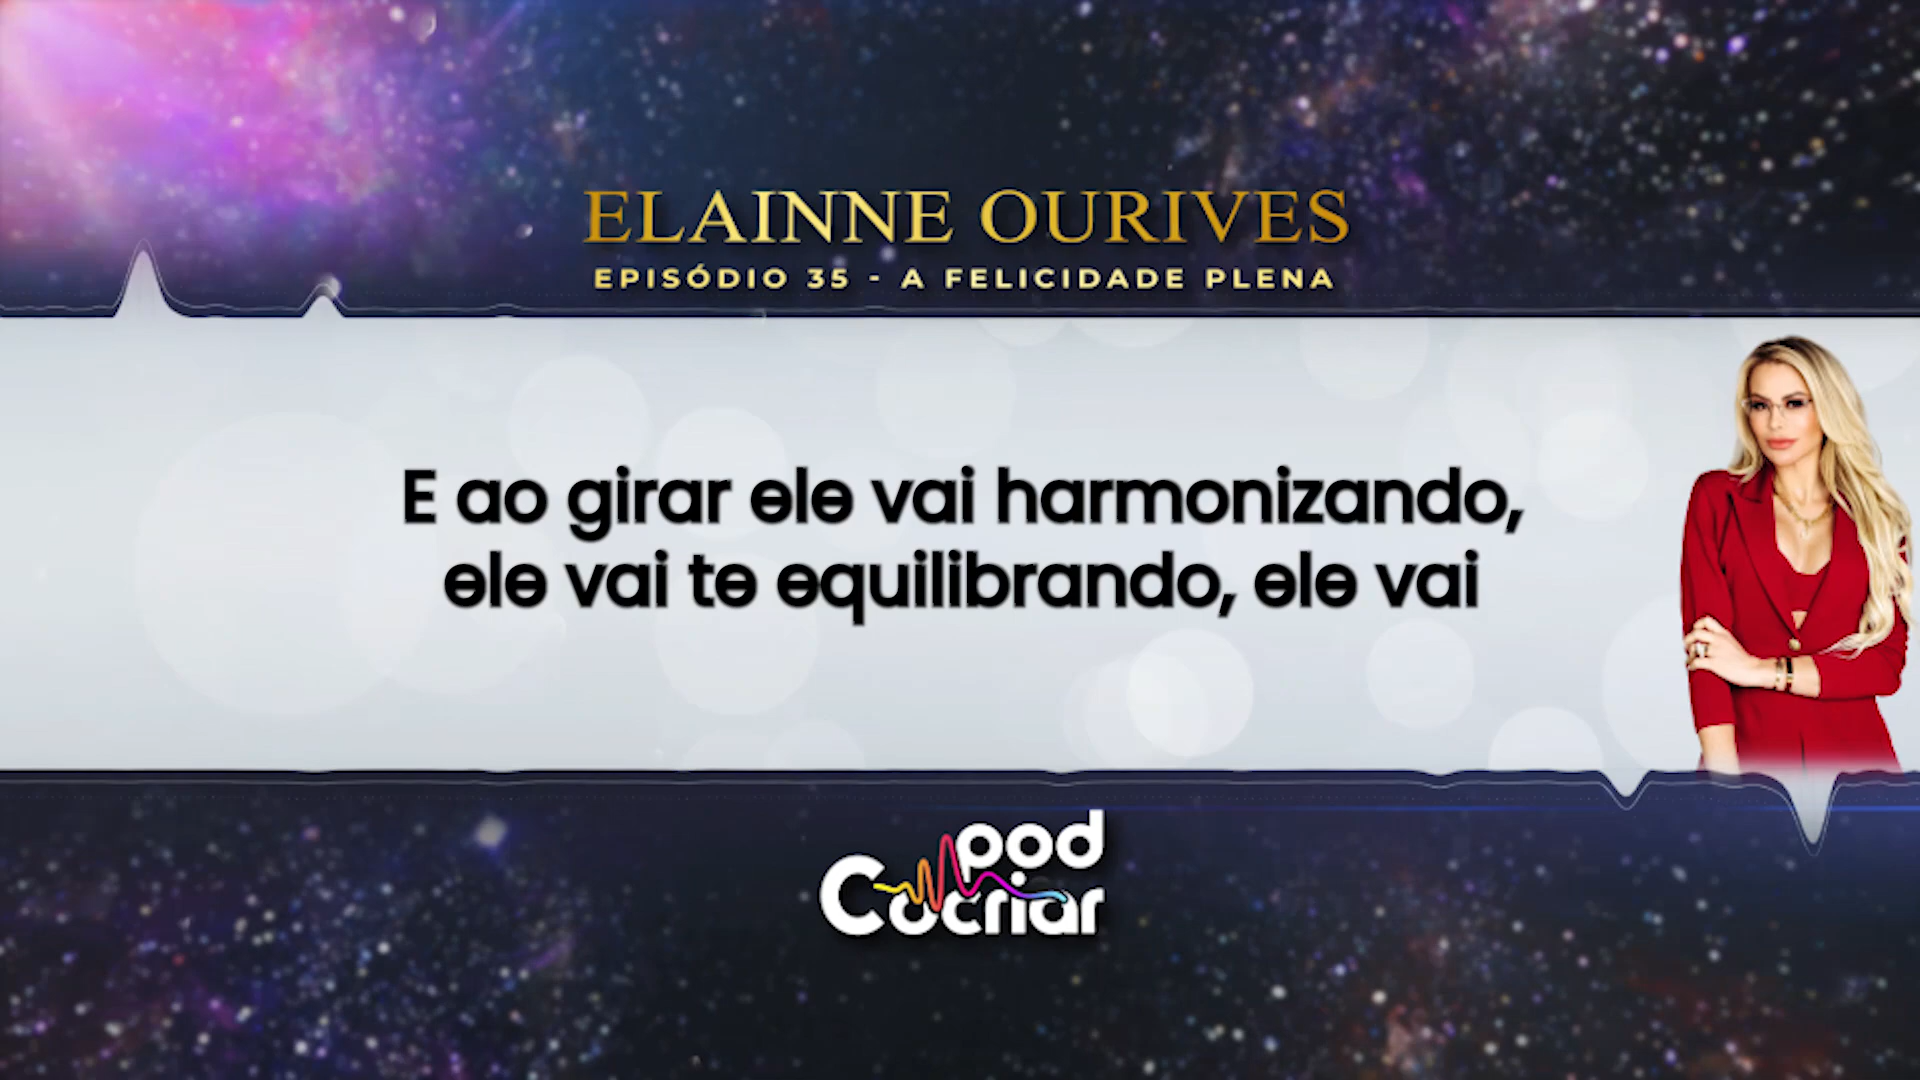 ELAINNE OURIVES
EPISÓDIO 35 - A FELICIDADE PLENA
E ao girar ele vai harmonizando,
ele vai te equilibrando, ele vai
pod
Cocriar